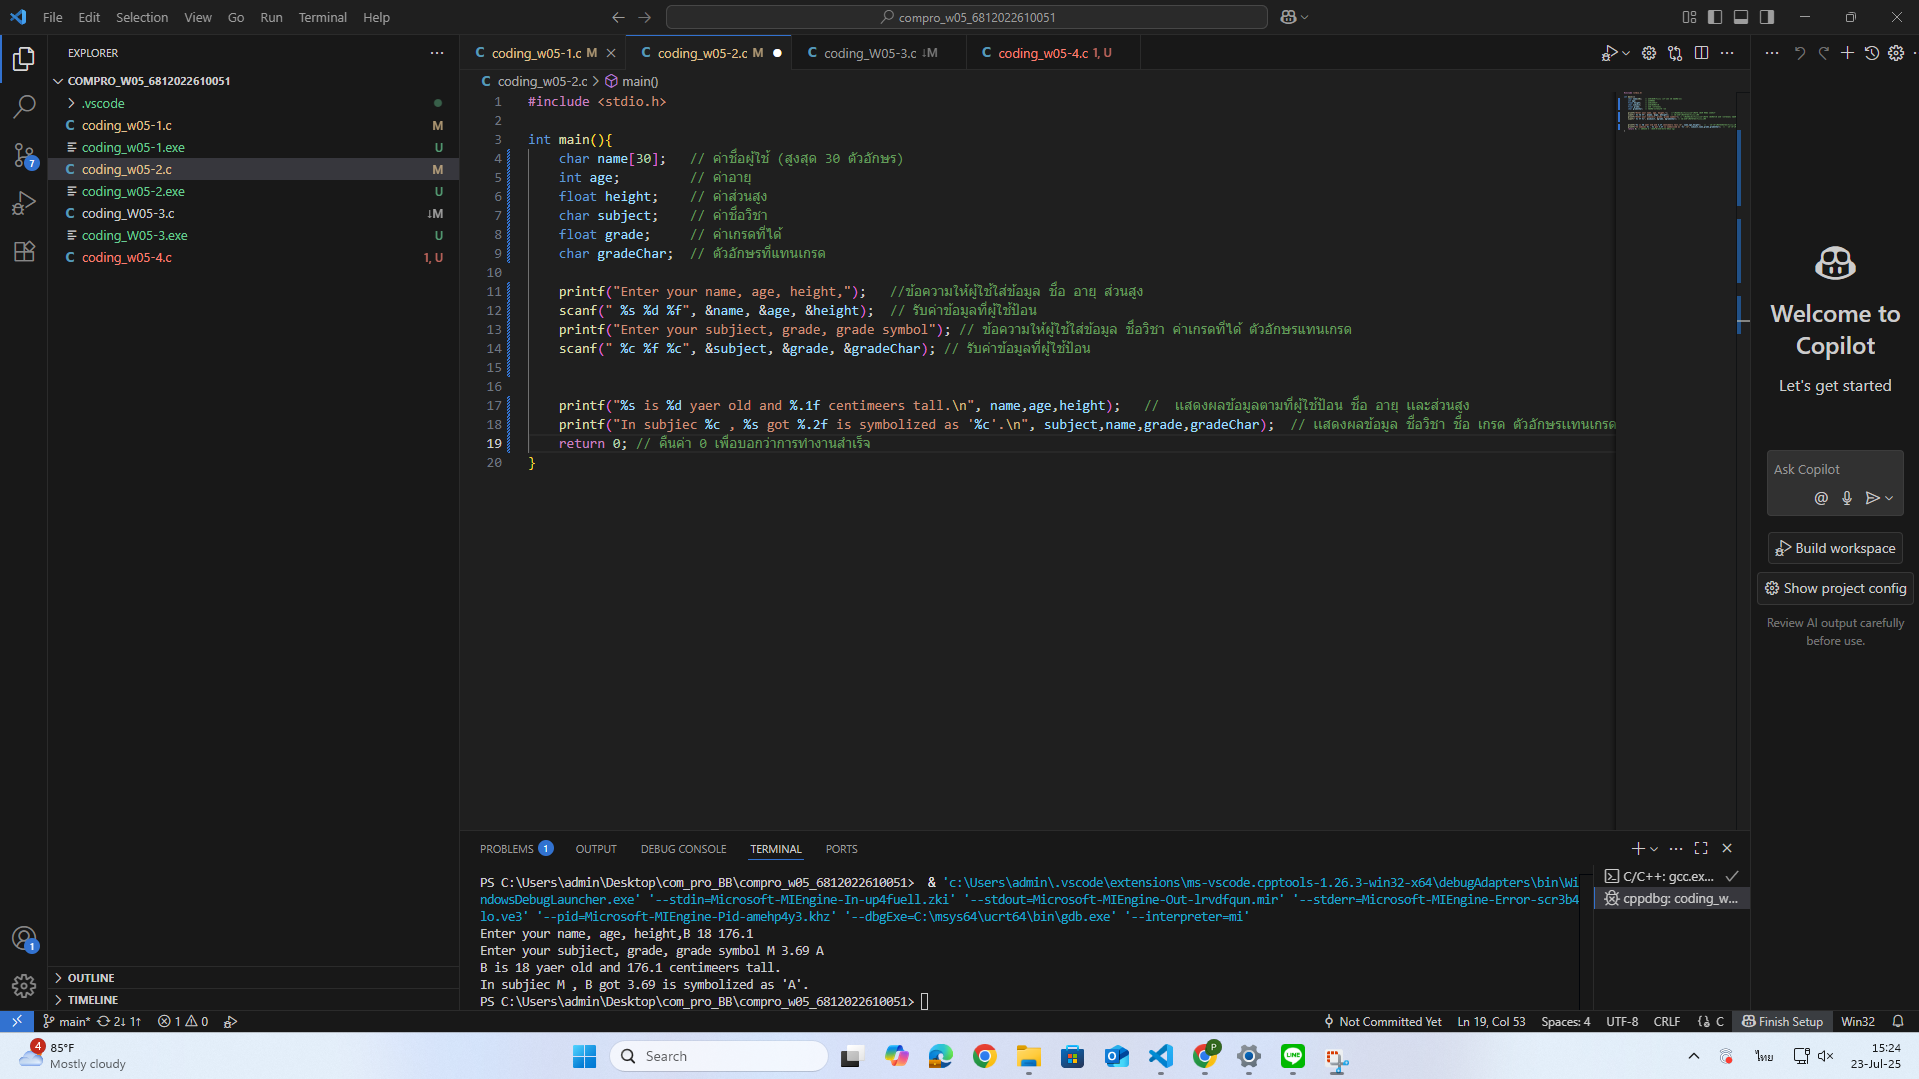 File Edit Selection View Go Run Terminal Help
compro_w05_6812022610051
EXPLORER
COMPRO_W05_6812022610051
.vscode
coding_w05-1.c M
coding_w05-1.exe U
coding_w05-2.c M
coding_w05-2.exe U
coding_W05-3.c ↓M
coding_W05-3.exe U
coding_w05-4.c 1, U
7
1
OUTLINE
TIMELINE
coding_w05-1.c M
coding_w05-2.c M
coding_W05-3.c ↓M
coding_w05-4.c 1, U
coding_w05-2.c > main()
1 #include <stdio.h>
2
3 int main(){
4 char name[30]; // ค่าชื่อผู้ใช้ (สูงสุด 30 ตัวอักษร)
5 int age; // ค่าอายุ
6 float height; // ค่าส่วนสูง
7 char subject; // ค่าชื่อวิชา
8 float grade; // ค่าเกรดที่ได้
9 char gradeChar; // ตัวอักษรที่แทนเกรด
10
11 printf("Enter your name, age, height,"); //ข้อความให้ผู้ใช้ใส่ข้อมูล ชื่อ อายุ ส่วนสูง
12 scanf(" %s %d %f", &name, &age, &height); // รับค่าข้อมูลที่ผู้ใช้ป้อน
13 printf("Enter your subjiect, grade, grade symbol"); // ข้อความให้ผู้ใช้ใส่ข้อมูล ชื่อวิชา ค่าเกรดที่ได้ ตัวอักษรแทนเกรด
14 scanf(" %c %f %c", &subject, &grade, &gradeChar); // รับค่าข้อมูลที่ผู้ใช้ป้อน
15
16
17 printf("%s is %d yaer old and %.1f centimeers tall.\n", name,age,height); // แสดงผลข้อมูลตามที่ผู้ใช้ป้อน ชื่อ อายุ และส่วนสูง
18 printf("In subjiec %c , %s got %.2f is symbolized as '%c'.\n", subject,name,grade,gradeChar); // แสดงผลข้อมูล ชื่อวิชา ชื่อ เกรด ตัวอักษรแทนเกรด
19 return 0; // คืนค่า 0 เพื่อบอกว่าการทำงานสำเร็จ
20 }
Welcome to
Copilot
Let's get started
Ask Copilot
Build workspace
Show project config
Review AI output carefully
before use.
PROBLEMS 1 OUTPUT DEBUG CONSOLE TERMINAL PORTS
PS C:\Users\admin\Desktop\com_pro_BB\compro_w05_6812022610051> & 'c:\Users\admin\.vscode\extensions\ms-vscode.cpptools-1.26.3-win32-x64\debugAdapters\bin\Wi
ndowsDebugLauncher.exe' '--stdin=Microsoft-MIEngine-In-up4fuell.zki' '--stdout=Microsoft-MIEngine-Out-lrvdfqun.mir' '--stderr=Microsoft-MIEngine-Error-scr3b4
lo.ve3' '--pid=Microsoft-MIEngine-Pid-amehp4y3.khz' '--dbgExe=C:\msys64\ucrt64\bin\gdb.exe' '--interpreter=mi'
Enter your name, age, height,B 18 176.1
Enter your subjiect, grade, grade symbol M 3.69 A
B is 18 yaer old and 176.1 centimeers tall.
In subjiec M , B got 3.69 is symbolized as 'A'.
PS C:\Users\admin\Desktop\com_pro_BB\compro_w05_6812022610051>
C/C++: gcc.ex...
cppdbg: coding_w...
main* 2↓ 1↑ 1 0
Not Committed Yet Ln 19, Col 53 Spaces: 4 UTF-8 CRLF {} C Finish Setup Win32
4
85°F
Mostly cloudy
Search
P
LINE
ไทย
15:24
23-Jul-25